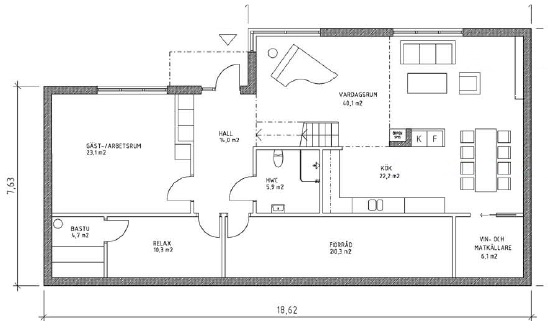 VARDAGSRUM
40,1 m2
HALL
14,0 m2
GÄST-/ARBETSRUM
23,1 m2
K F
KÖK
22,2 m2
HWC
5,9 m2
7,63
BASTU
4,7 m2
RELAX
10,3 m2
FÖRRÅD
20,3 m2
VIN- OCH
MATKÄLLARE
6,1 m2
18,62